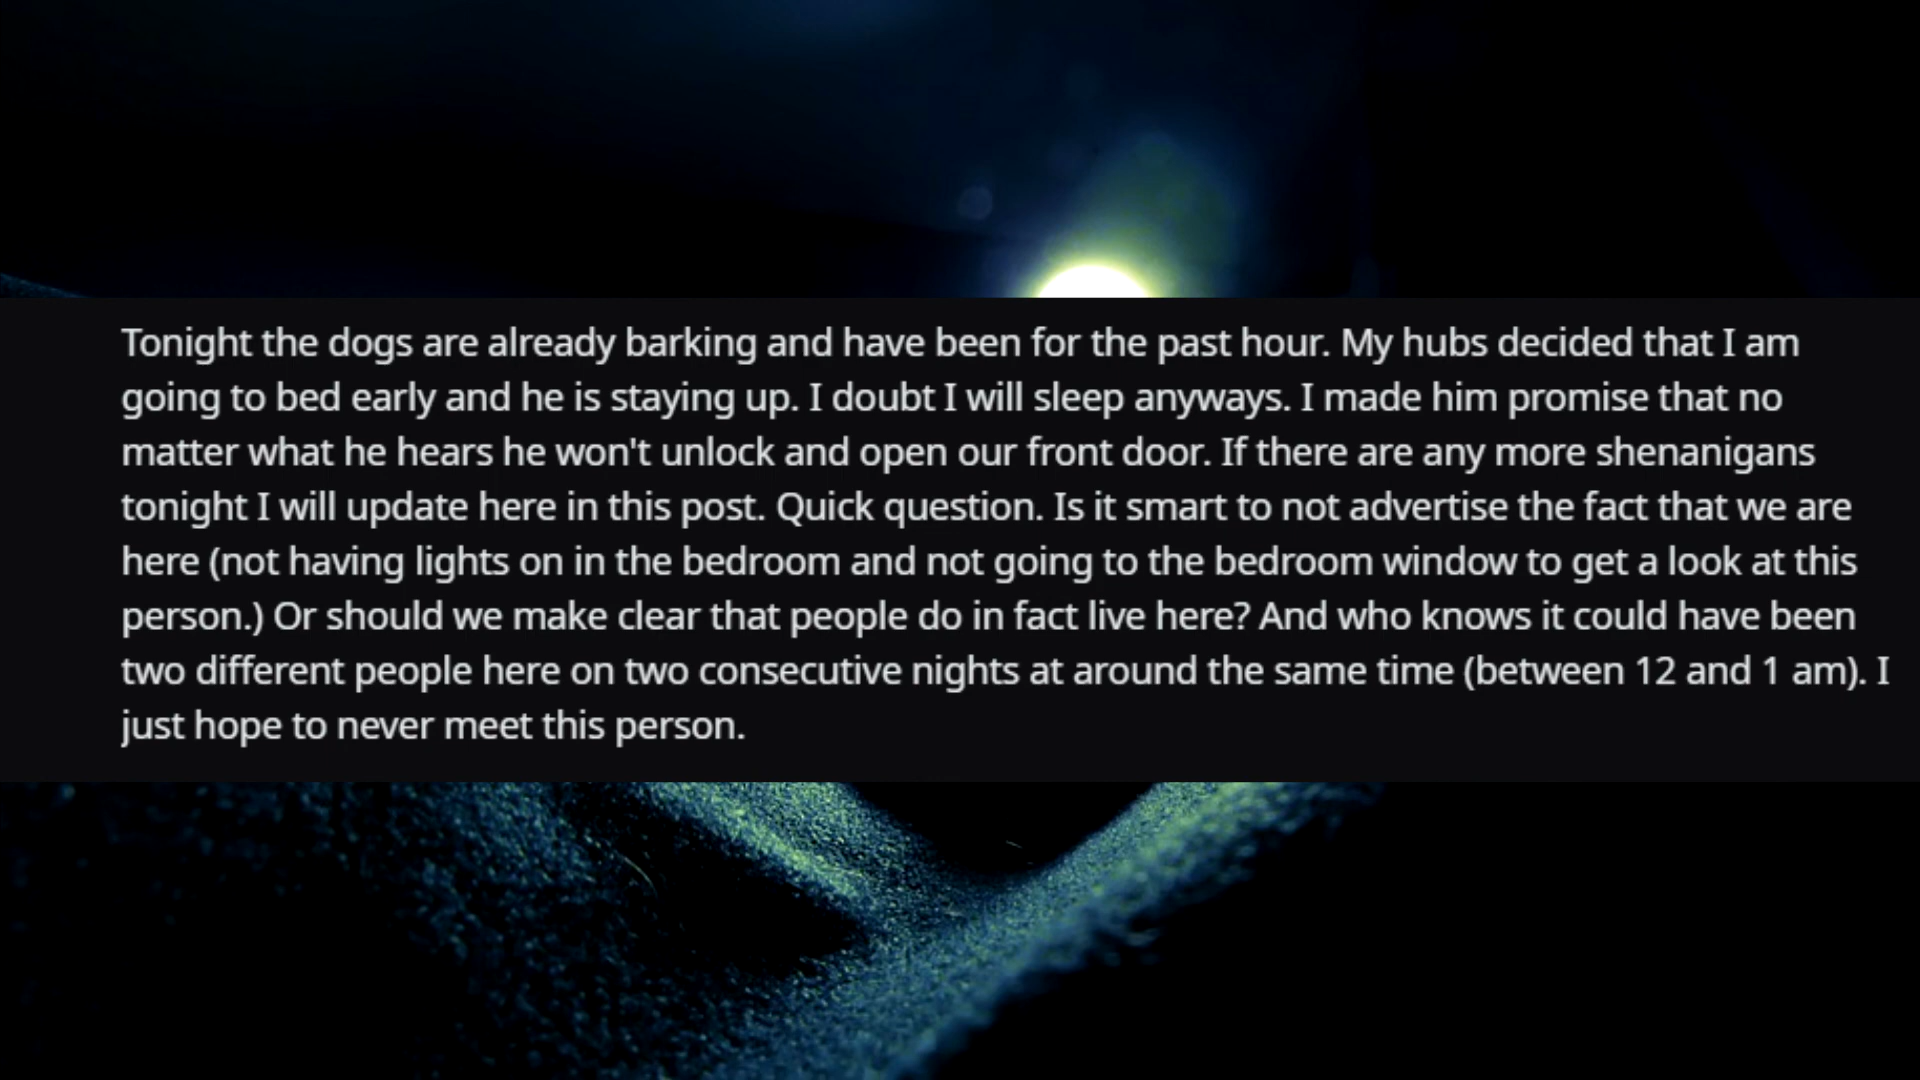 Tonight the dogs are already barking and have been for the past hour. My hubs decided that I am
going to bed early and he is staying up. I doubt I will sleep anyways. I made him promise that no
matter what he hears he won't unlock and open our front door. If there are any more shenanigans
tonight I will update here in this post. Quick question. Is it smart to not advertise the fact that we are
here (not having lights on in the bedroom and not going to the bedroom window to get a look at this
person.) Or should we make clear that people do in fact live here? And who knows it could have been
two different people here on two consecutive nights at around the same time (between 12 and 1 am). I
just hope to never meet this person.